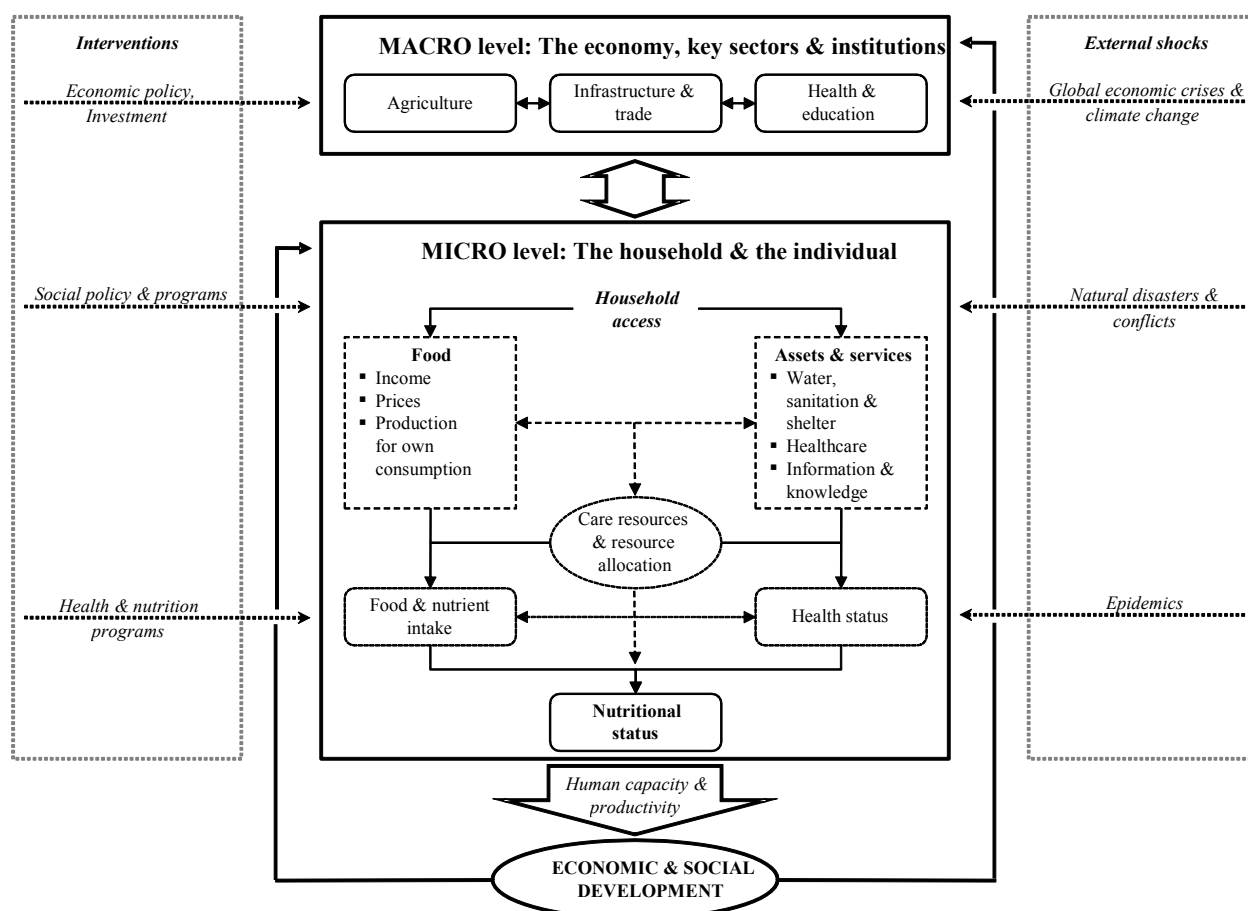 Interventions
Economic policy,
Investment
Social policy & programs
Health & nutrition
programs
MACRO level: The economy, key sectors & institutions
Agriculture
Infrastructure &
trade
Health &
education
MICRO level: The household & the individual
Household
access
Food
▪ Income
▪ Prices
▪ Production
for own
consumption
Assets & services
▪ Water,
sanitation &
shelter
▪ Healthcare
▪ Information &
knowledge
Care resources
& resource
allocation
Food & nutrient
intake
Health status
Nutritional
status
Human capacity &
productivity
ECONOMIC & SOCIAL
DEVELOPMENT
External shocks
Global economic crises &
climate change
Natural disasters &
conflicts
Epidemics